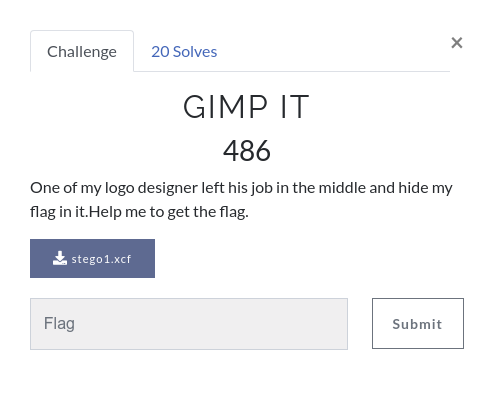 Challenge
20 Solves
×
GIMP IT
486
One of my logo designer left his job in the middle and hide my
flag in it.Help me to get the flag.
stego1.xcf
Flag
Submit